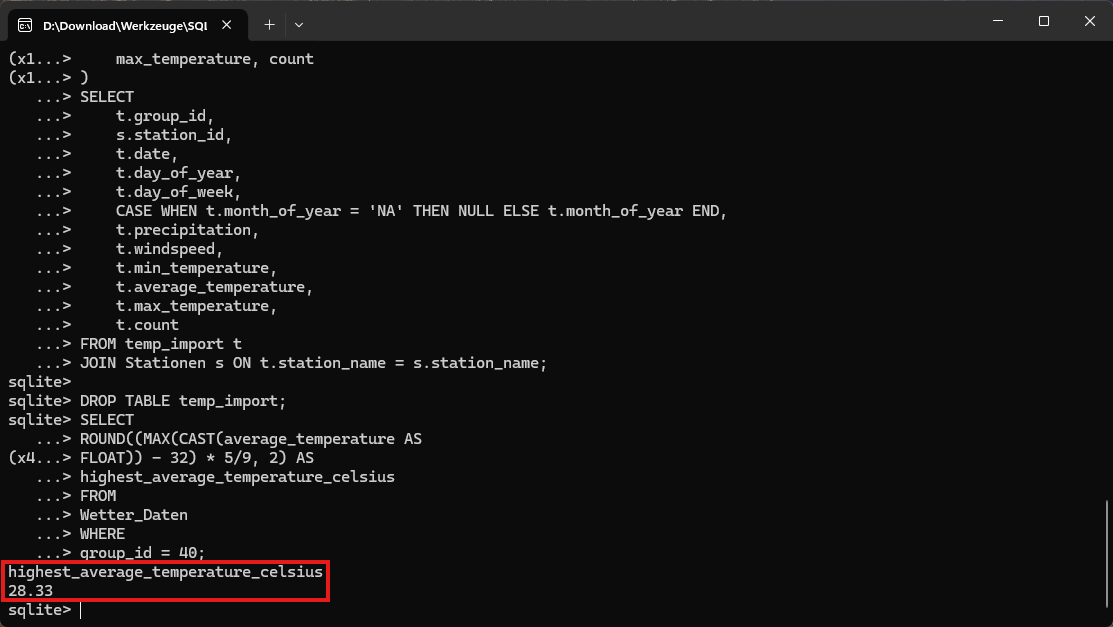 D:\Download\Werkzeuge\SQL
(x1...>     max_temperature, count
(x1...> )
   ...> SELECT
   ...>     t.group_id,
   ...>     s.station_id,
   ...>     t.date,
   ...>     t.day_of_year,
   ...>     t.day_of_week,
   ...>     CASE WHEN t.month_of_year = 'NA' THEN NULL ELSE t.month_of_year END,
   ...>     t.precipitation,
   ...>     t.windspeed,
   ...>     t.min_temperature,
   ...>     t.average_temperature,
   ...>     t.max_temperature,
   ...>     t.count
   ...> FROM temp_import t
   ...> JOIN Stationen s ON t.station_name = s.station_name;
sqlite>
sqlite> DROP TABLE temp_import;
sqlite> SELECT
   ...> ROUND((MAX(CAST(average_temperature AS
(x4...> FLOAT)) - 32) * 5/9, 2) AS
   ...> highest_average_temperature_celsius
   ...> FROM
   ...> Wetter_Daten
   ...> WHERE
   ...> group_id = 40;
highest_average_temperature_celsius
28.33
sqlite>